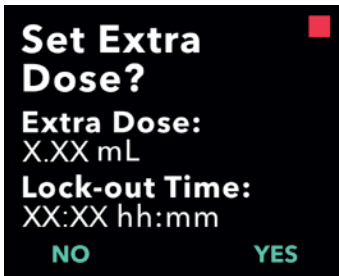 Set Extra
Dose?
Extra Dose:
X.XX mL
Lock-out Time:
XX:XX hh:mm
NO YES